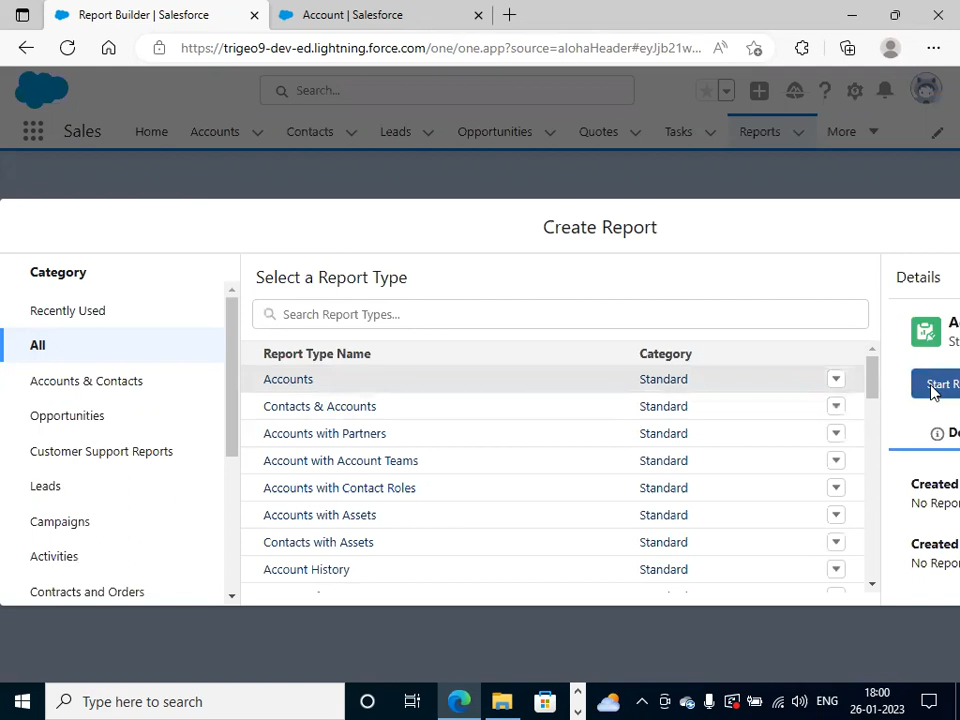 Report Builder | Salesforce
Account | Salesforce
https://trigeo9-dev-ed.lightning.force.com/one/one.app?source=alohaHeader#eyJjb21w...
Search...
Sales
Home
Accounts
Contacts
Leads
Opportunities
Quotes
Tasks
Reports
More
Create Report
Category
Select a Report Type
Details
Recently Used
Search Report Types...
All
Report Type Name
Category
Accounts
Standard
Start R
Accounts & Contacts
Contacts & Accounts
Standard
Opportunities
Accounts with Partners
Standard
Customer Support Reports
Account with Account Teams
Standard
Leads
Accounts with Contact Roles
Standard
Created
No Repor
Campaigns
Accounts with Assets
Standard
Activities
Contacts with Assets
Standard
Created
No Repor
Contracts and Orders
Account History
Standard
Type here to search
ENG
18:00
26-01-2023